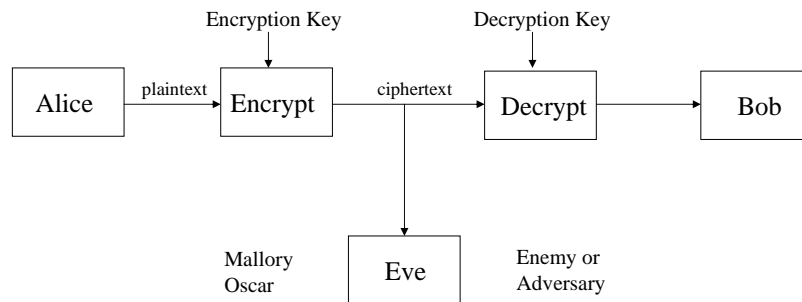 Encryption Key
Decryption Key
Alice
plaintext
Encrypt
ciphertext
Decrypt
Bob
Mallory
Oscar
Eve
Enemy or
Adversary